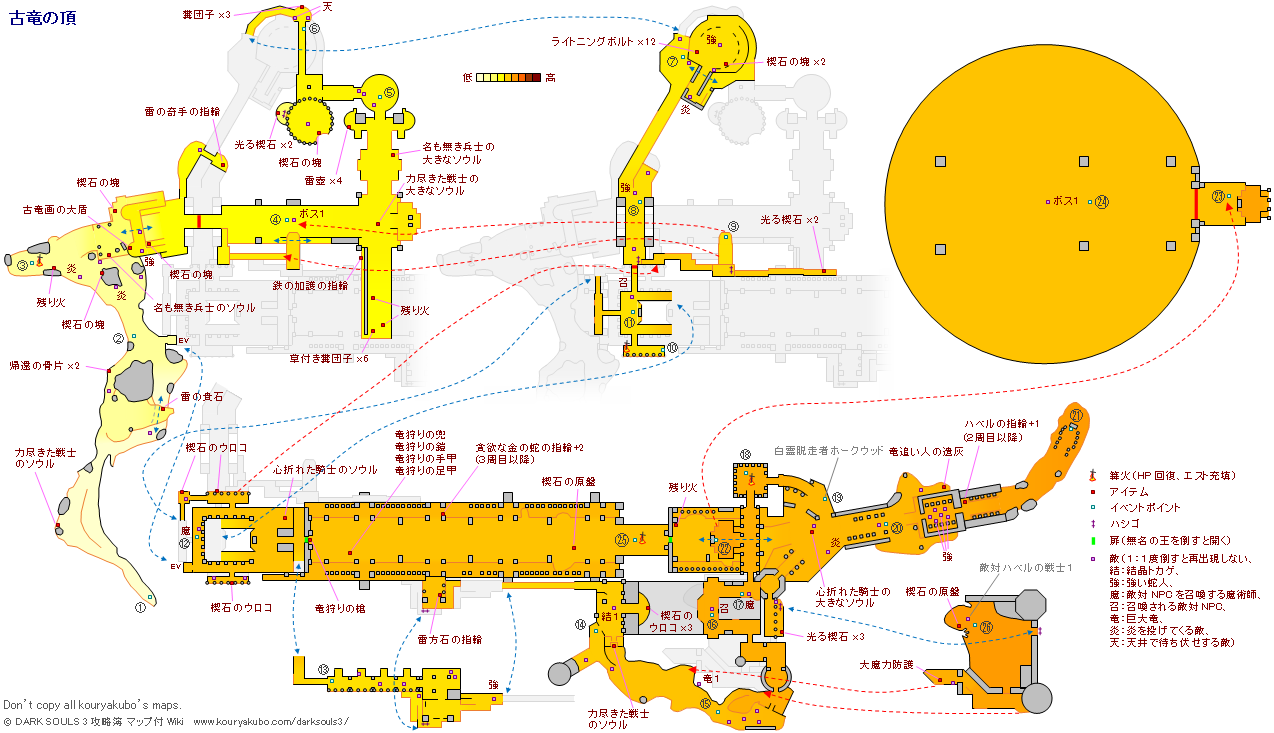 古竜の頂
糞団子 ×3
天
⑥
低
高
雷の奇手の指輪
⑤
光る楔石 ×2
楔石の塊
雷壺 ×4
名も無き兵士の
大きなソウル
力尽きた戦士の
大きなソウル
楔石の塊
古竜画の大盾
④
ボス1
③
炎
強
楔石の塊
炎
残り火
楔石の塊
名も無き兵士のソウル
鉄の加護の指輪
残り火
草付き糞団子 ×6
②
EV
帰還の骨片 ×2
雷の貪石
力尽きた戦士
のソウル
①
ライトニングボルト ×12
強
⑦
楔石の塊 ×2
炎
強
⑧
⑨
光る楔石 ×2
召
⑪
⑩
ボス1
㉔
㉓
楔石のウロコ
心折れた騎士のソウル
竜狩りの兜
竜狩りの鎧
竜狩りの手甲
竜狩りの足甲
貪欲な金の蛇の指輪+2
(3周目以降)
楔石の原盤
残り火
魔
⑫
EV
楔石のウロコ
竜狩りの槍
雷方石の指輪
㉕
㉒
⑱
白霊脱走者ホークウッド
⑲
竜追い人の遺灰
ハベルの指輪+1
(2周目以降)
㉑
⑳
強
炎
心折れた騎士の
大きなソウル
結1
⑭
楔石の
ウロコ ×3
召
⑯
⑰
魔
光る楔石 ×3
竜1
⑮
力尽きた戦士
のソウル
⑬
強
敵対ハベルの戦士1
楔石の原盤
㉖
大魔力防護
篝火(HP 回復、エスト充填)
アイテム
イベントポイント
ハシゴ
扉(無名の王を倒すと開く)
敵(1:1度倒すと再出現しない、
結:結晶トカゲ、
強:強い蛇人、
魔:敵対 NPC を召喚する魔術師、
召:召喚される敵対 NPC、
竜:巨大竜、
炎:炎を投げてくる敵、
天:天井で待ち伏せする敵)
Don't copy all kouryakubo's maps.
© DARK SOULS 3 攻略簿 マップ付 Wiki www.kouryakubo.com/darksouls3/